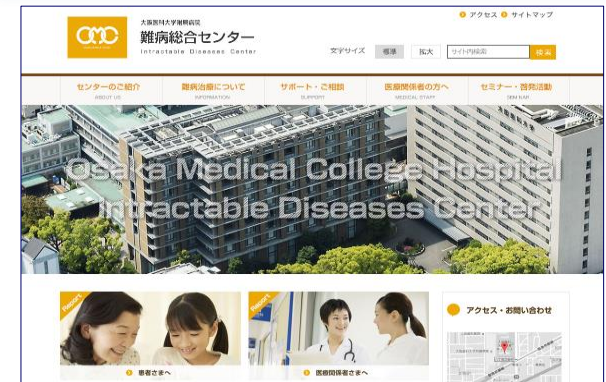 アクセス サイトマップ
OMC
大阪医科大学附属病院
難病総合センター
Intractable Diseases Center
文字サイズ 標準 拡大 サイト内検索 検索
センターのご紹介 難病治療について サポート・ご相談 医療関係者の方へ セミナー・啓発活動
ABOUT US INFORMATION SUPPORT MEDICAL STAFF SEMINAR
Osaka Medical College Hospital
Intractable Diseases Center
Report Report
アクセス・お問い合わせ
患者さまへ 医療関係者さまへ